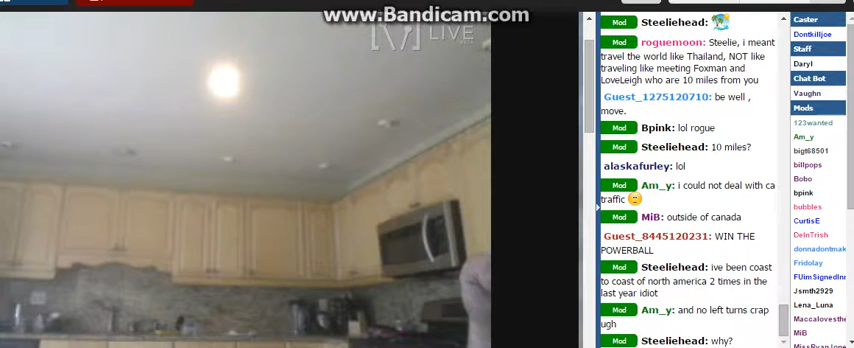 www.Bandicam.com
[V] LIVE
Mod Steeliehead:
Mod roguemoon: Steelie, i meant
travel the world like Thailand, NOT like
traveling like meeting Foxman and
LoveLeigh who are 10 miles from you
Guest_1275120710: be well ,
move.
Mod Bpink: lol rogue
Mod Steeliehead: 10 miles?
alaskafurley: lol
Mod Am_y: i could not deal with ca
traffic
Mod MiB: outside of canada
Guest_8445120231: WIN THE
POWERBALL
Mod Steeliehead: ive been coast
to coast of north america 2 times in the
last year idiot
Mod Am_y: and no left turns crap
ugh
Mod Steeliehead: why?
Caster
Dontkilljoe
Staff
Daryl
Chat Bot
Vaughn
Mods
123wanted
Am_y
bigt68501
billpops
Bobo
bpink
bubbles
CurtisE
DeInTrish
donnadontmak
Fridolay
FUimSignedInn
Jsmth2929
Lena_Luna
Maccalovesthe
MiB